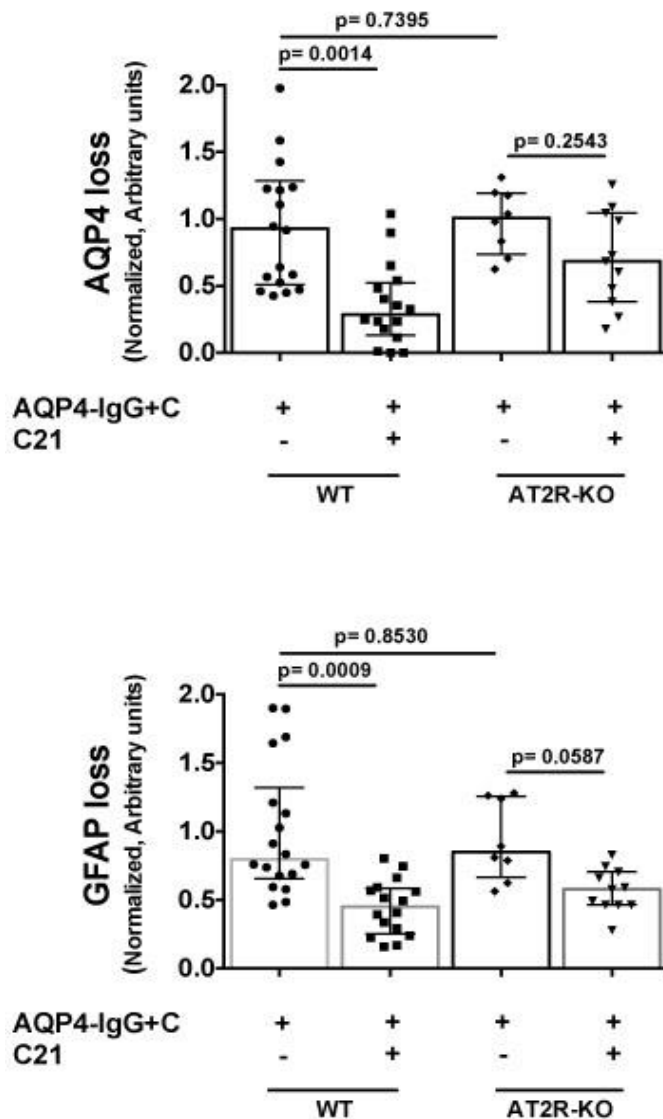 p= 0.7395
p= 0.0014
p= 0.2543
AQP4 loss
(Normalized, Arbitrary units)
2.0
1.5
1.0
0.5
0.0
AQP4-IgG+C + + + +
C21 - + - +
WT AT2R-KO
p= 0.8530
p= 0.0009
p= 0.0587
GFAP loss
(Normalized, Arbitrary units)
2.0
1.5
1.0
0.5
0.0
AQP4-IgG+C + + + +
C21 - + - +
WT AT2R-KO